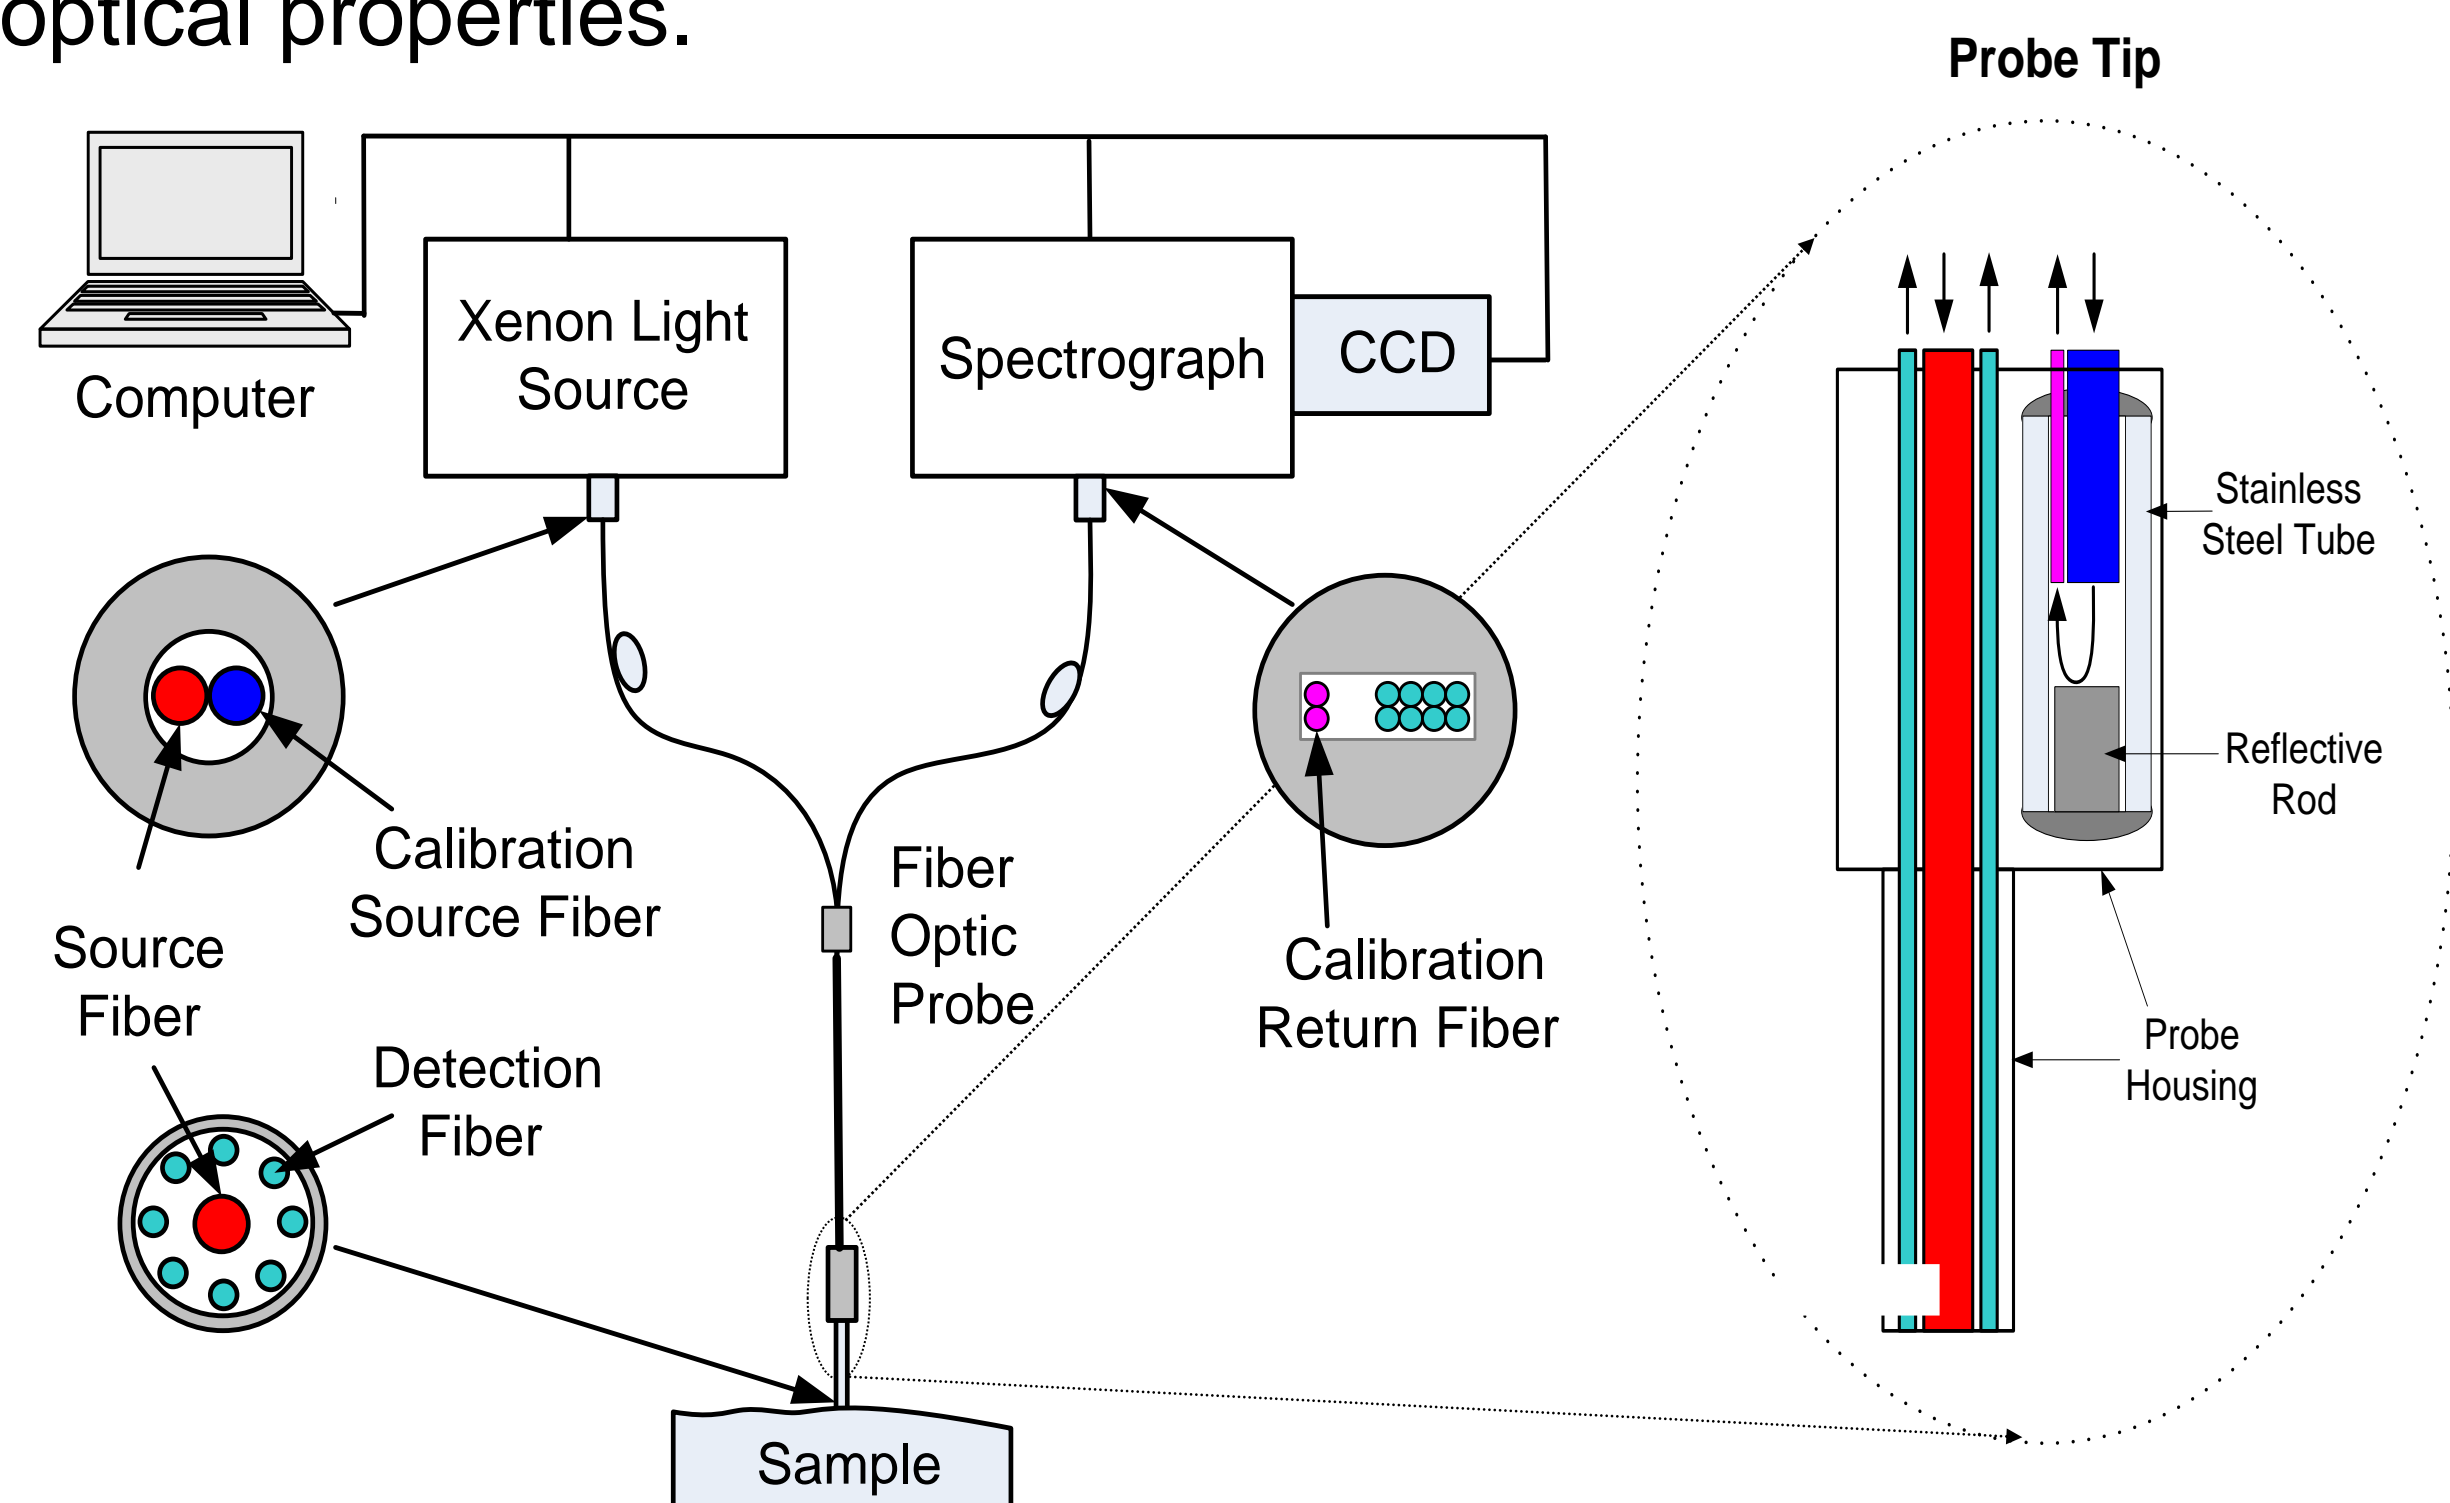 optical properties.
Probe Tip
Computer
Xenon Light
Source
Spectrograph
CCD
Stainless
Steel Tube
Reflective
Rod
Calibration
Source Fiber
Source
Fiber
Fiber
Optic
Probe
Calibration
Return Fiber
Detection
Fiber
Probe
Housing
Sample